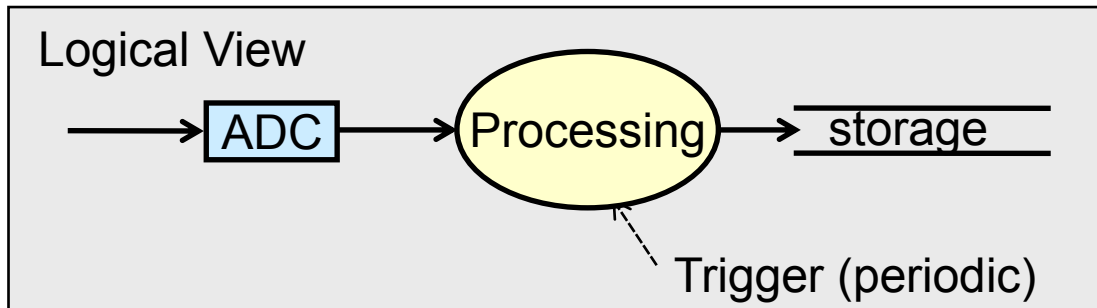 Logical View
ADC
Processing
storage
Trigger (periodic)